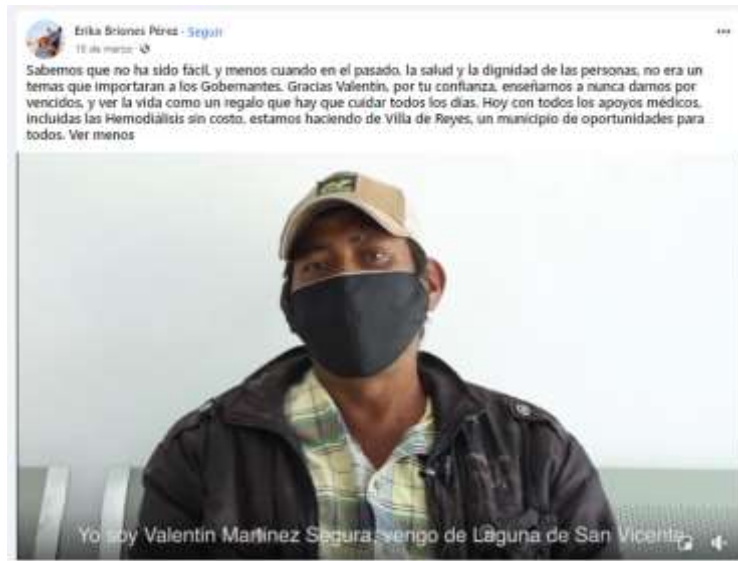 Erika Briones Pérez · Seguir
18 de marzo ·
Sabemos que no ha sido fácil, y menos cuando en el pasado, la salud y la dignidad de las personas, no era un
temas que importaran a los Gobernantes. Gracias Valentín, por tu confianza, enseñarnos a nunca darnos por
vencidos, y ver la vida como un regalo que hay que cuidar todos los días. Hoy con todos los apoyos médicos,
incluidas las Hemodiálisis sin costo, estamos haciendo de Villa de Reyes, un municipio de oportunidades para
todos. Ver menos
Yo soy Valentín Martínez Segura, vengo de Laguna de San Vicente